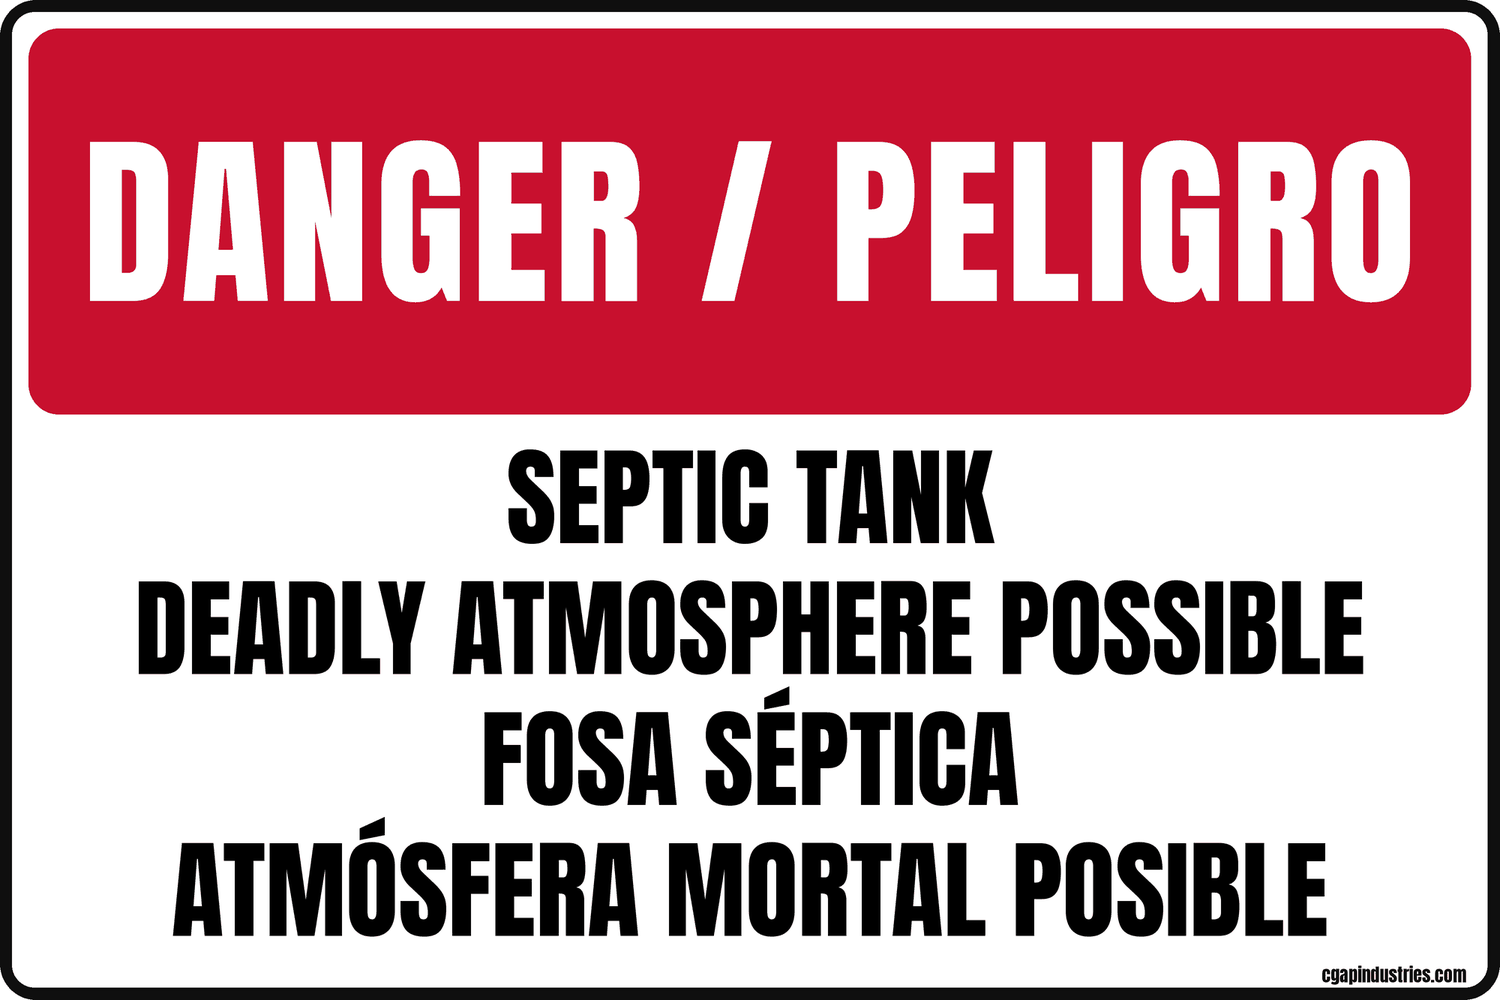 DANGER / PELIGRO
SEPTIC TANK
DEADLY ATMOSPHERE POSSIBLE
FOSA SÉPTICA
ATMÓSFERA MORTAL POSIBLE
cgapindustries.com